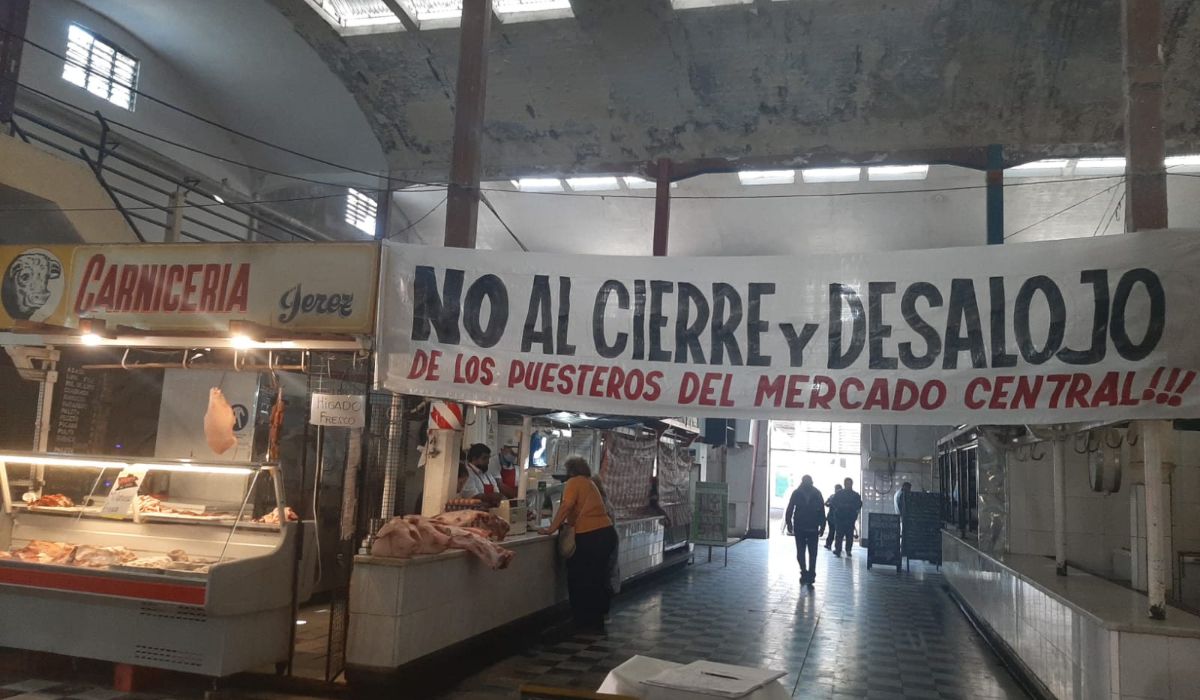 CARNICERIA
Jerez
NO AL CIERRE Y DESALOJO
DE LOS PUESTEROS DEL MERCADO CENTRAL!!!
HIGADO
FRESCO